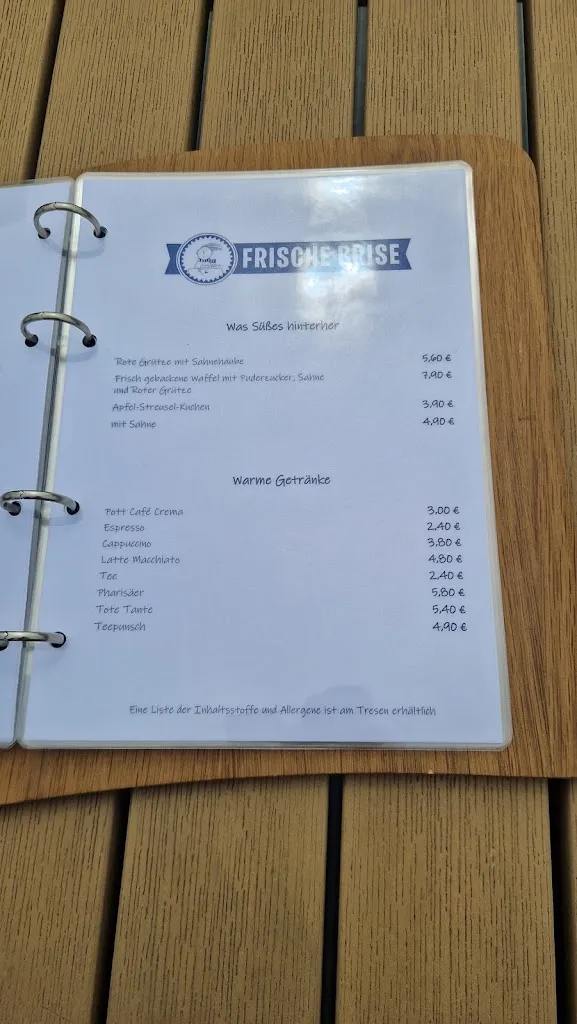 FRISCHE BRISE
Was Süßes hinterher
Rote Grütze mit Sahnehaube 5,60 €
Frisch gebackene Waffel mit Puderzucker, Sahne 7,90 €
und Roter Grütze
Apfel-Streusel-Kuchen 3,90 €
mit Sahne 4,90 €
Warme Getränke
Pott Café Crema 3,00 €
Espresso 2,40 €
Cappuccino 3,80 €
Latte Macchiato 4,80 €
Tee 2,40 €
Pharisäer 5,80 €
Tote Tante 5,40 €
Teepunsch 4,90 €
Eine Liste der Inhaltsstoffe und Allergene ist am Tresen erhältlich